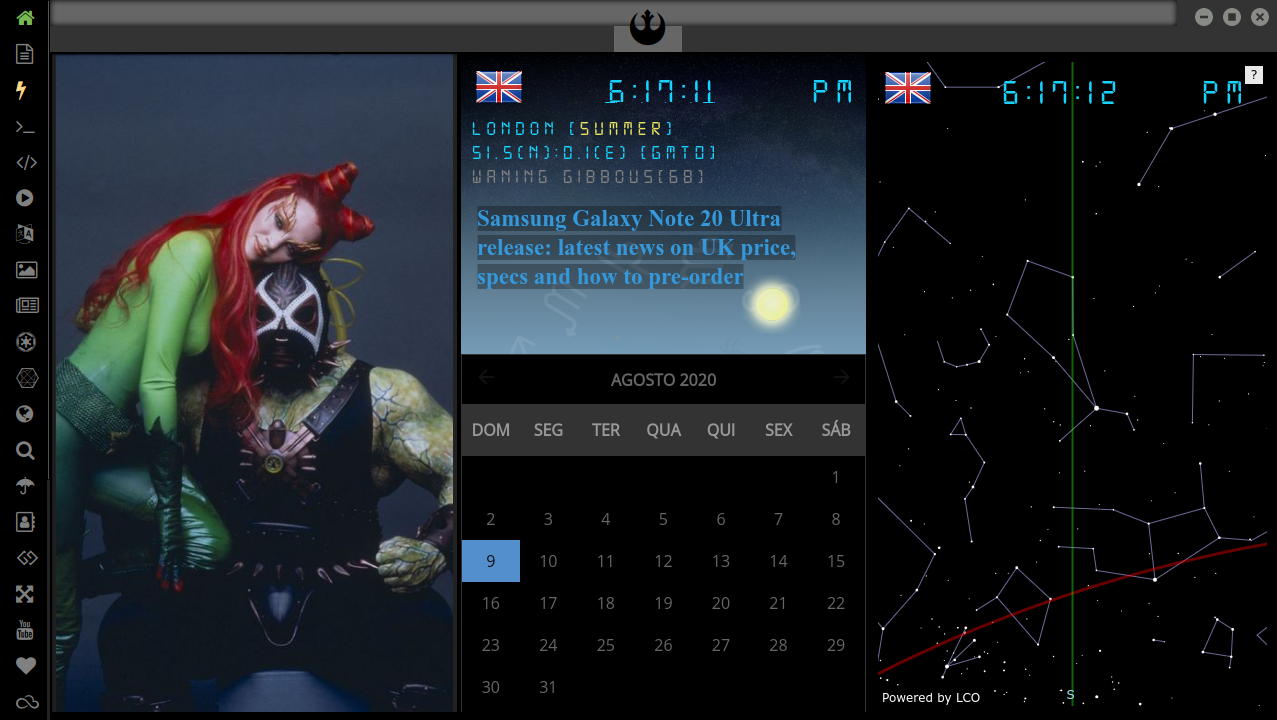 6:17:11 PM
LONDON (SUMMER)
51.5(N):0.1(E) [GMT0]
WANING GIBBOUS(68)
Samsung Galaxy Note 20 Ultra
release: latest news on UK price,
specs and how to pre-order
AGOSTO 2020
DOM SEG TER QUA QUI SEX SÁB
1
2 3 4 5 6 7 8
9 10 11 12 13 14 15
16 17 18 19 20 21 22
23 24 25 26 27 28 29
30 31
6:17:12 PM
?
S
Powered by LCO
You
Tube